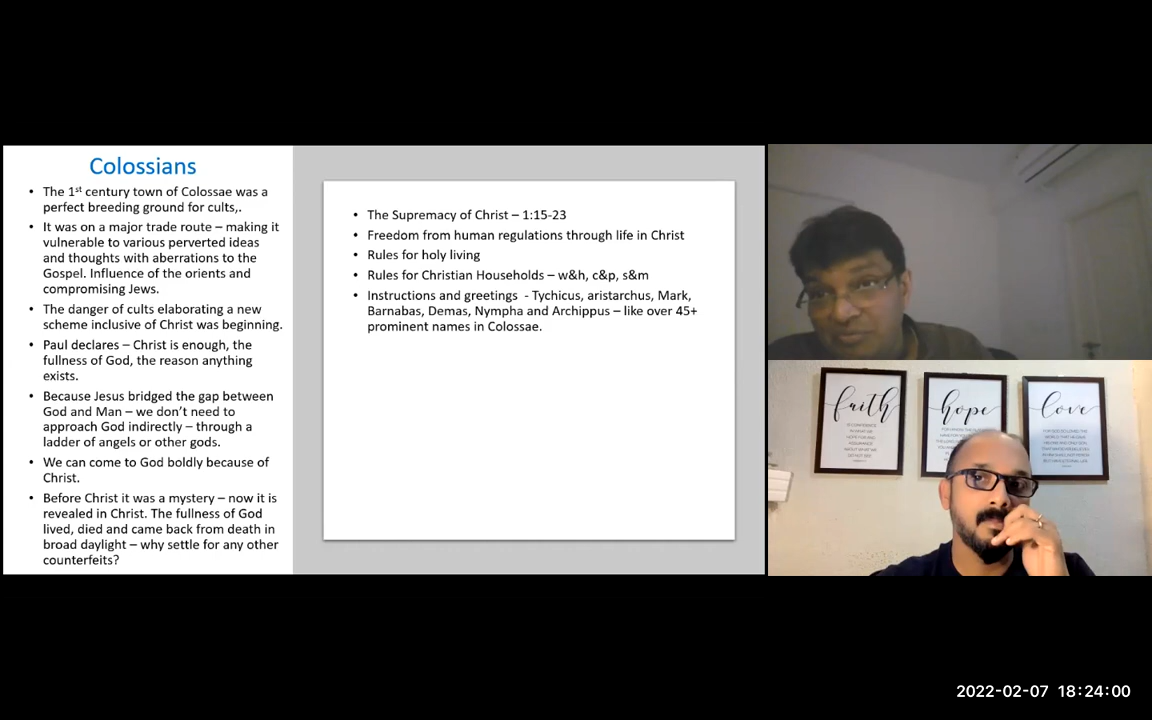 Colossians
• The 1st century town of Colossae was a
perfect breeding ground for cults,.
• It was on a major trade route – making it
vulnerable to various perverted ideas
and thoughts with aberrations to the
Gospel. Influence of the orients and
compromising Jews.
• The danger of cults elaborating a new
scheme inclusive of Christ was beginning.
• Paul declares – Christ is enough, the
fullness of God, the reason anything
exists.
• Because Jesus bridged the gap between
God and Man – we don’t need to
approach God indirectly – through a
ladder of angels or other gods.
• We can come to God boldly because of
Christ.
• Before Christ it was a mystery – now it is
revealed in Christ. The fullness of God
lived, died and came back from death in
broad daylight – why settle for any other
counterfeits?
• The Supremacy of Christ – 1:15-23
• Freedom from human regulations through life in Christ
• Rules for holy living
• Rules for Christian Households – w&h, c&p, s&m
• Instructions and greetings - Tychicus, aristarchus, Mark,
Barnabas, Demas, Nympha and Archippus – like over 45+
prominent names in Colossae.
faith
hope
love
2022-02-07 18:24:00